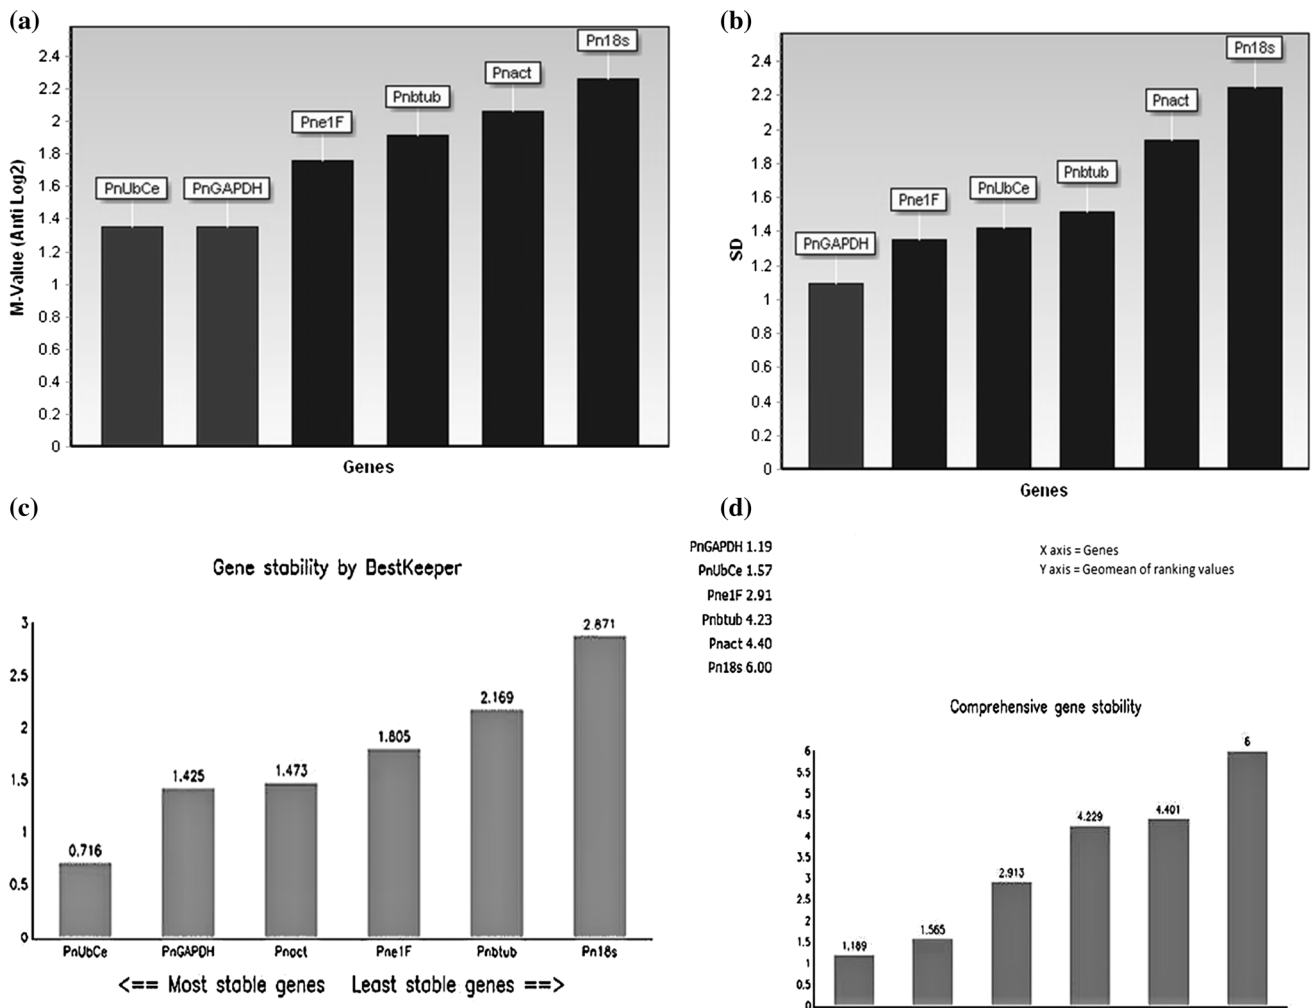 (a)
M-Value (Anti Log2)
2.4
2.2
2
1.8
1.6
1.4
1.2
1
0.8
0.6
0.4
0.2
0
PnUbCe
PnGAPDH
Pne1F
Pnbtub
Pnact
Pn18s
Genes
(b)
SD
2.4
2.2
2
1.8
1.6
1.4
1.2
1
0.8
0.6
0.4
0.2
0
PnGAPDH
Pne1F
PnUbCe
Pnbtub
Pnact
Pn18s
Genes
(c)
Gene stability by BestKeeper
3
2.5
2
1.5
1
0.5
0
0.716
1.425
1.473
1.805
2.169
2.871
PnUbCe
PnGAPDH
Pnact
Pne1F
Pnbtub
Pn18s
<== Most stable genes Least stable genes ==>
(d)
PnGAPDH 1.19
PnUbCe 1.57
Pne1F 2.91
Pnbtub 4.23
Pnact 4.40
Pn18s 6.00
X axis = Genes
Y axis = Geomean of ranking values
Comprehensive gene stability
6
5.5
5
4.5
4
3.5
3
2.5
2
1.5
1
0.5
0
1.189
1.565
2.913
4.229
4.401
6